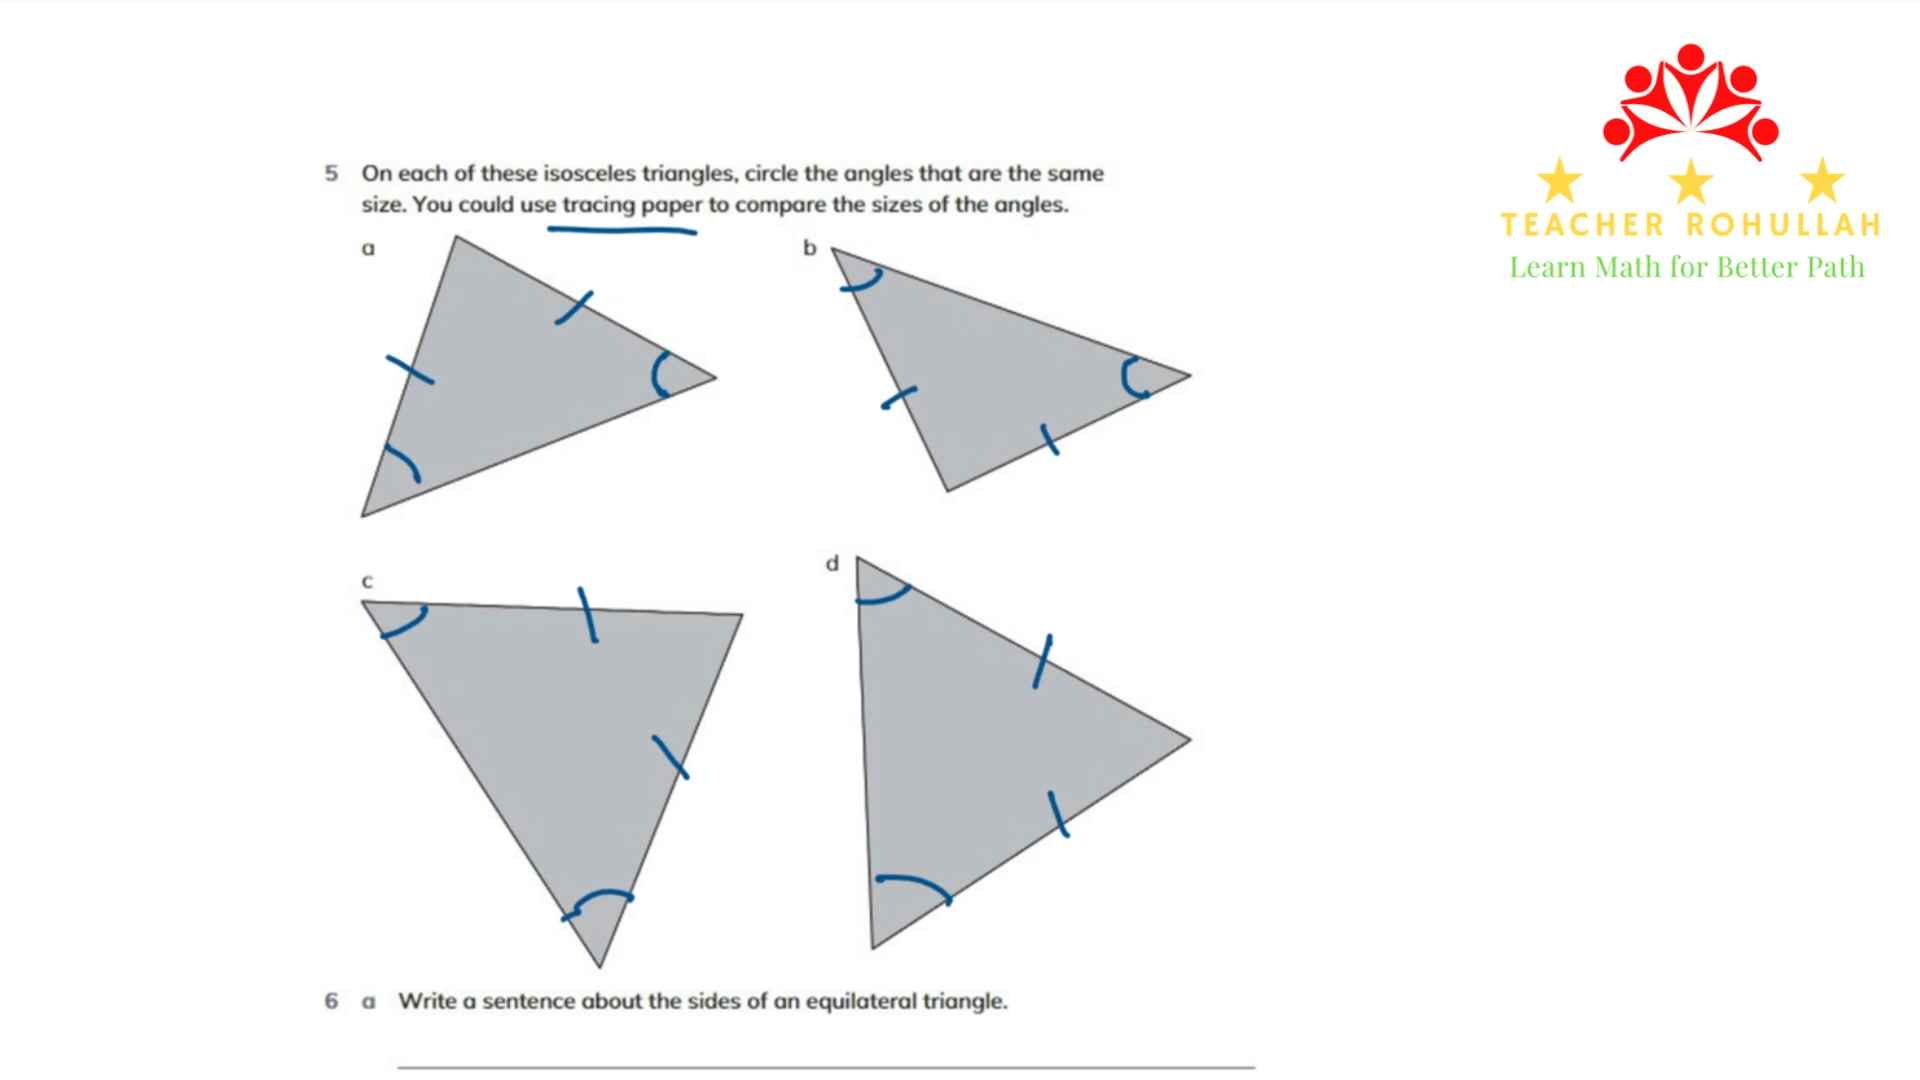 5 On each of these isosceles triangles, circle the angles that are the same
size. You could use tracing paper to compare the sizes of the angles.
a
b
c
d
6 a Write a sentence about the sides of an equilateral triangle.
TEACHER ROHULLAH
Learn Math for Better Path